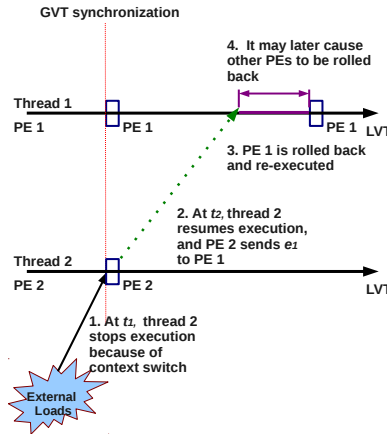 GVT synchronization
4. It may later cause
other PEs to be rolled
back
Thread 1
PE 1
PE 1
PE 1
LVT
3. PE 1 is rolled back
and re-executed
2. At t2, thread 2
resumes execution,
and PE 2 sends e1
to PE 1
Thread 2
PE 2
PE 2
LVT
1. At t1, thread 2
stops execution
because of
context switch
External
Loads